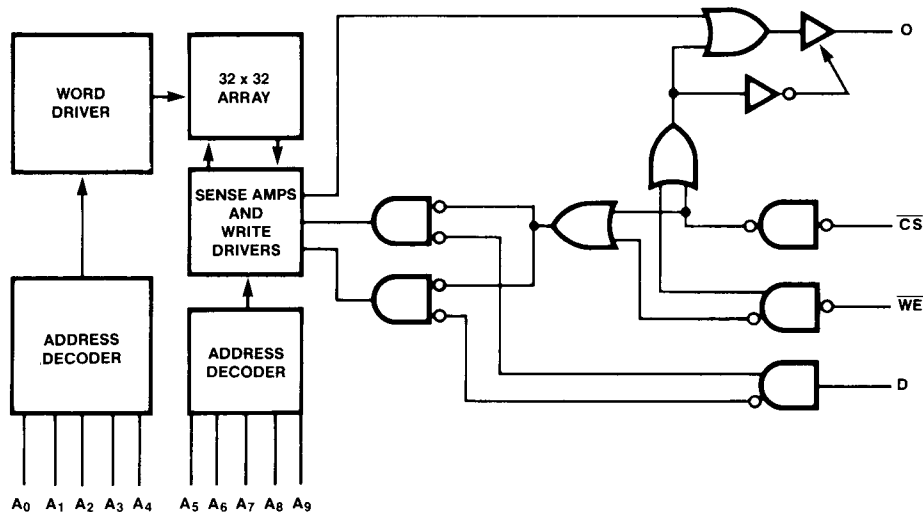 WORD
DRIVER
32 x 32
ARRAY
O
SENSE AMPS
AND
WRITE
DRIVERS
CS
WE
ADDRESS
DECODER
ADDRESS
DECODER
D
A0 A1 A2 A3 A4
A5 A6 A7 A8 A9